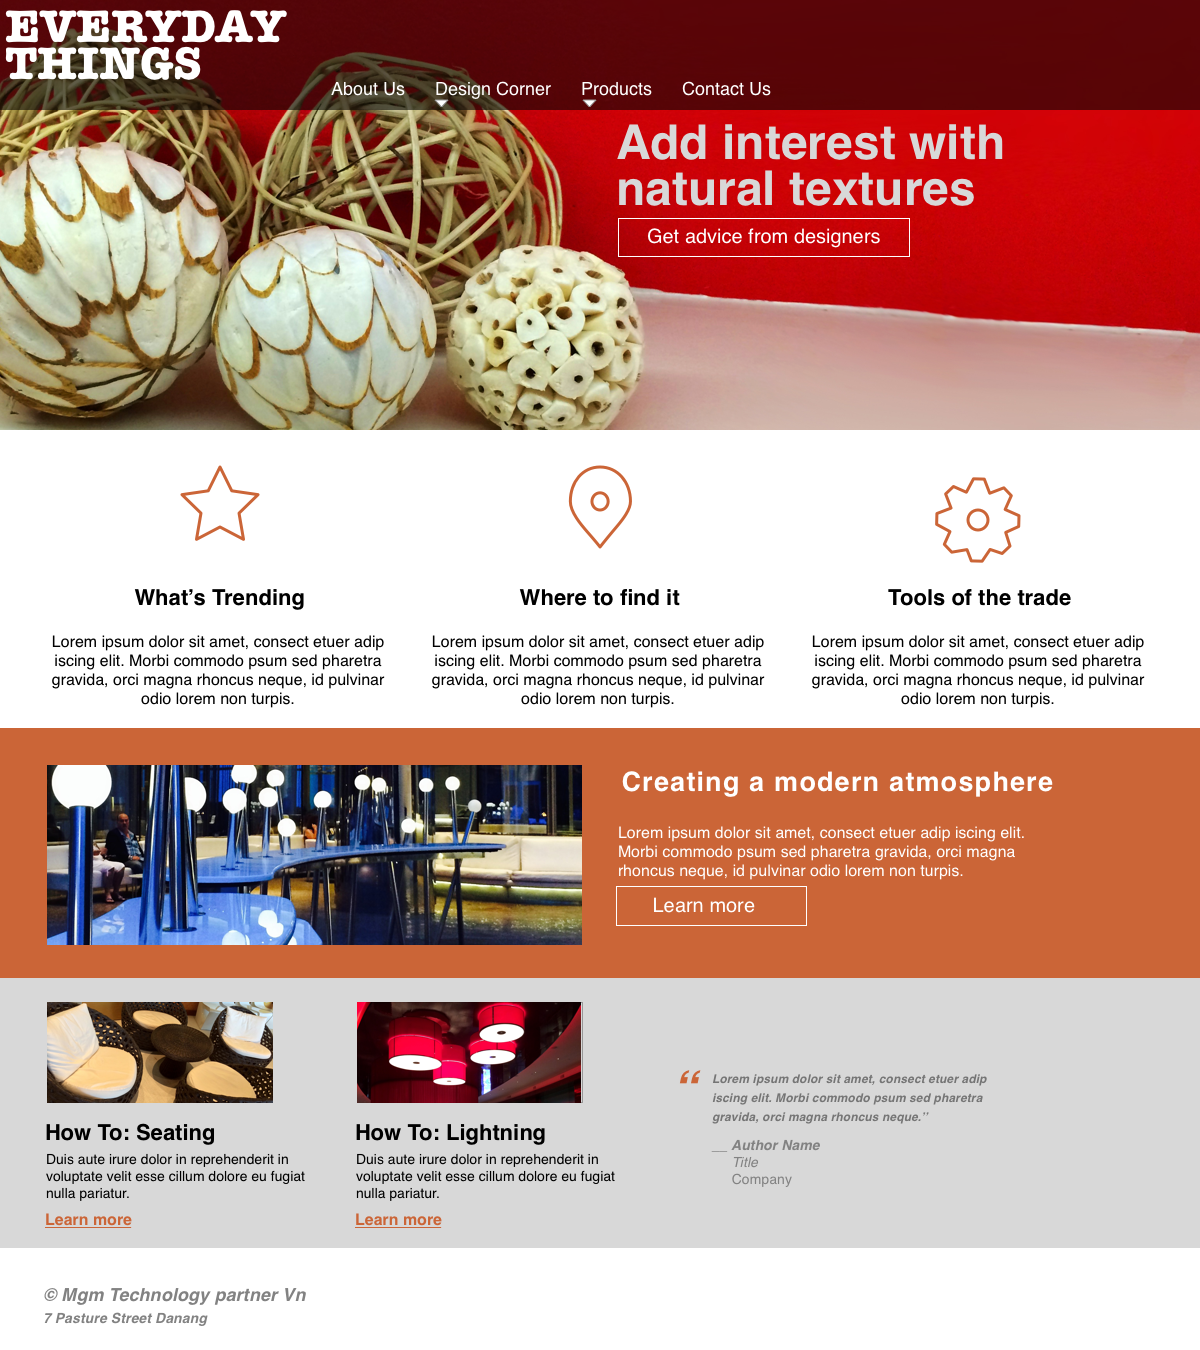 EVERYDAY
THINGS
About Us Design Corner Products Contact Us
Add interest with
natural textures
Get advice from designers
What’s Trending
Lorem ipsum dolor sit amet, consect etuer adip
iscing elit. Morbi commodo psum sed pharetra
gravida, orci magna rhoncus neque, id pulvinar
odio lorem non turpis.
Where to find it
Lorem ipsum dolor sit amet, consect etuer adip
iscing elit. Morbi commodo psum sed pharetra
gravida, orci magna rhoncus neque, id pulvinar
odio lorem non turpis.
Tools of the trade
Lorem ipsum dolor sit amet, consect etuer adip
iscing elit. Morbi commodo psum sed pharetra
gravida, orci magna rhoncus neque, id pulvinar
odio lorem non turpis.
Creating a modern atmosphere
Lorem ipsum dolor sit amet, consect etuer adip iscing elit.
Morbi commodo psum sed pharetra gravida, orci magna
rhoncus neque, id pulvinar odio lorem non turpis.
Learn more
How To: Seating
Duis aute irure dolor in reprehenderit in
voluptate velit esse cillum dolore eu fugiat
nulla pariatur.
Learn more
How To: Lightning
Duis aute irure dolor in reprehenderit in
voluptate velit esse cillum dolore eu fugiat
nulla pariatur.
Learn more
“ Lorem ipsum dolor sit amet, consect etuer adip
iscing elit. Morbi commodo psum sed pharetra
gravida, orci magna rhoncus neque.”
__ Author Name
Title
Company
© Mgm Technology partner Vn
7 Pasture Street Danang